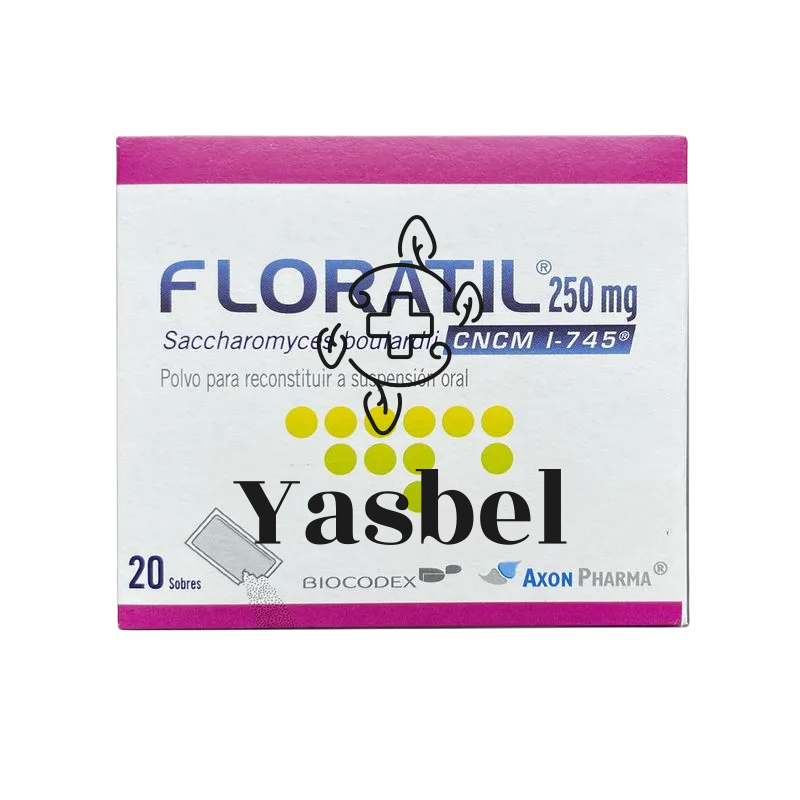 FLORATIL® 250 mg
Saccharomyces boulardii CNCM I-745®
Polvo para reconstituir a suspensión oral
Yasbel
20 Sobres
BIOCODEX
AXON PHARMA®